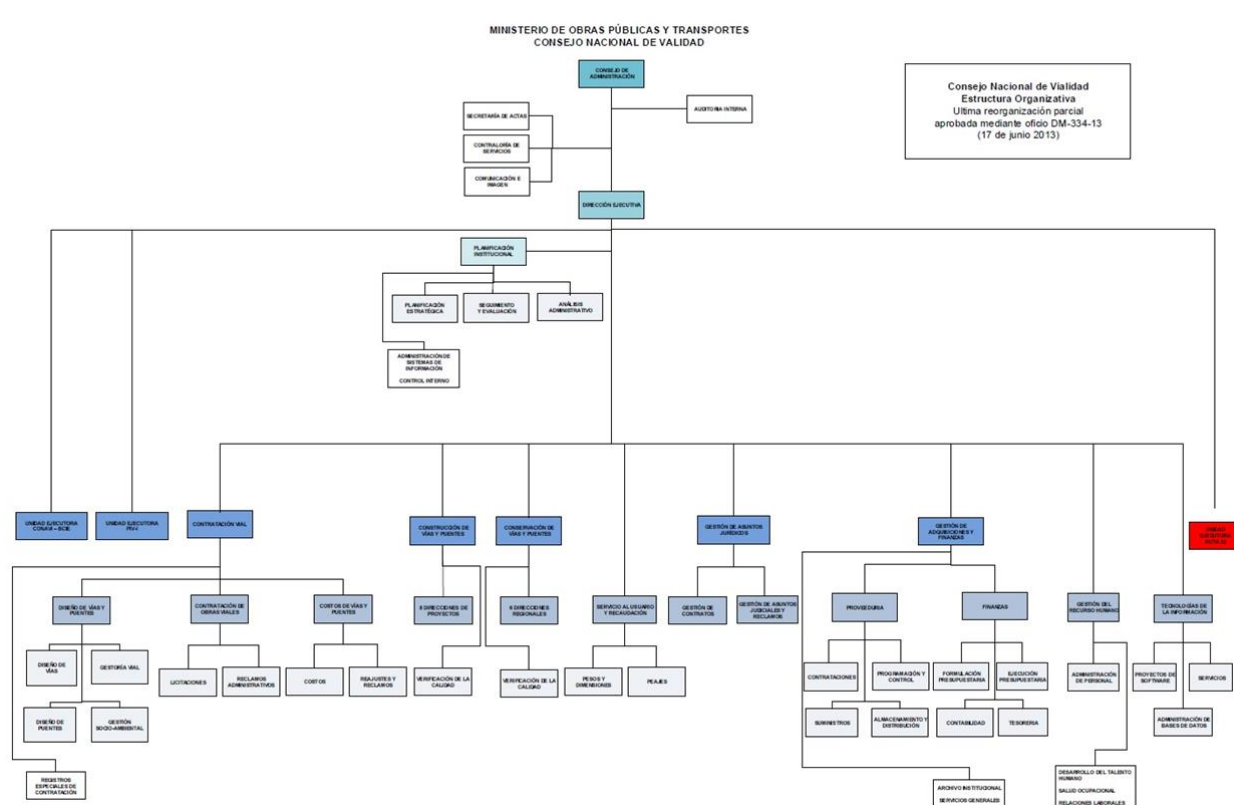 MINISTERIO DE OBRAS PÚBLICAS Y TRANSPORTES
CONSEJO NACIONAL DE VALIDAD
CONSEJO DE
ADMINISTRACIÓN
Consejo Nacional de Vialidad
Estructura Organizativa
Ultima reorganización parcial
aprobada mediante oficio DM-334-13
(17 de junio 2013)
AUDITORIA INTERNA
SECRETARÍA DE ACTAS
CONTRALORÍA DE
SERVICIOS
COMUNICACIÓN E
IMAGEN
DIRECCIÓN EJECUTIVA
PLANIFICACIÓN
INSTITUCIONAL
PLANIFICACIÓN
ESTRATÉGICA
SEGUIMIENTO
Y EVALUACIÓN
ANÁLISIS
ADMINISTRATIVO
ADMINISTRACIÓN DE
SISTEMAS DE
INFORMACIÓN
CONTROL INTERNO
UNIDAD EJECUTORA
CONAVI – BCIE
UNIDAD EJECUTORA
CONTRATACIÓN VIAL
CONSTRUCCIÓN DE
VÍAS Y PUENTES
CONSERVACIÓN DE
VÍAS Y PUENTES
GESTIÓN DE ASUNTOS
JURÍDICOS
GESTIÓN DE
ADQUISICIONES Y
FINANZAS
DISEÑO DE VÍAS Y
PUENTES
CONTRATACIÓN DE
OBRAS VIALES
COSTOS DE VÍAS Y
PUENTES
DIRECCIONES DE
PROYECTOS
6 DIRECCIONES
REGIONALES
SERVICIO AL USUARIO
Y RECAUDACIÓN
GESTIÓN DE
CONTRATOS
GESTIÓN DE ASUNTOS
JUDICIALES Y
RECLAMOS
PROVEEDURIA
FINANZAS
GESTIÓN DEL
RECURSO HUMANO
TECNOLOGÍAS DE
LA INFORMACIÓN
DISEÑO DE
VÍAS
GESTORÍA VIAL
LICITACIONES
RECLAMOS
ADMINISTRATIVOS
COSTOS
REAJUSTES Y
RECLAMOS
VERIFICACIÓN DE LA
CALIDAD
VERIFICACIÓN DE LA
CALIDAD
PESOS Y
DIMENSIONES
PEAJES
CONTRATACIONES
PROGRAMACIÓN Y
CONTROL
FORMULACIÓN
PRESUPUESTARIA
EJECUCIÓN
PRESUPUESTARIA
ADMINISTRACIÓN
DE PERSONAL
PROYECTOS DE
SOFTWARE
SERVICIOS
DISEÑO DE
PUENTES
GESTIÓN
SOCIO-AMBIENTAL
SUMINISTROS
ALMACENAMIENTO Y
DISTRIBUCIÓN
CONTABILIDAD
TESORERIA
ADMINISTRACIÓN DE
BASES DE DATOS
REGISTROS
ESPECIALES DE
CONTRATACIÓN
ARCHIVO INSTITUCIONAL
SERVICIOS GENERALES
DESARROLLO DEL TALENTO
HUMANO
SALUD OCUPACIONAL
RELACIONES LABORALES